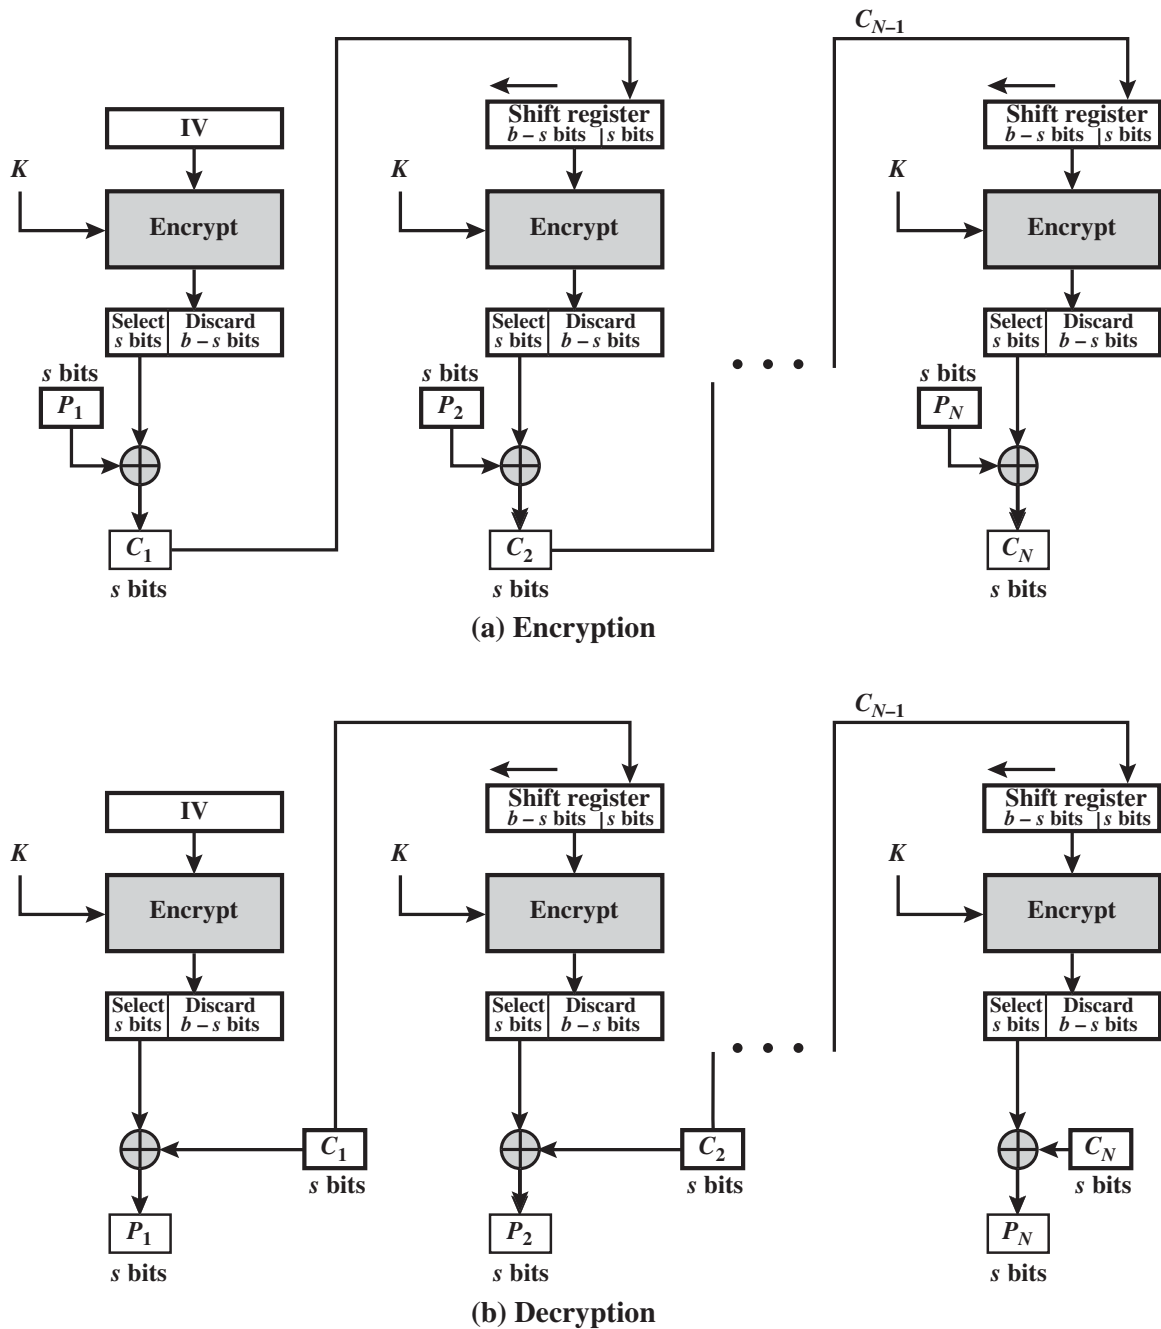 C_{N–1}
IV
Shift register
b – s bits | s bits
Shift register
b – s bits | s bits
K
K
K
Encrypt
Encrypt
Encrypt
Select
s bits
Discard
b – s bits
Select
s bits
Discard
b – s bits
Select
s bits
Discard
b – s bits
s bits
P_1
s bits
P_2
s bits
P_N
C_1
s bits
C_2
s bits
C_N
s bits
(a) Encryption
C_{N–1}
IV
Shift register
b – s bits | s bits
Shift register
b – s bits | s bits
K
K
K
Encrypt
Encrypt
Encrypt
Select
s bits
Discard
b – s bits
Select
s bits
Discard
b – s bits
Select
s bits
Discard
b – s bits
C_1
s bits
C_2
s bits
C_N
s bits
P_1
s bits
P_2
s bits
P_N
s bits
(b) Decryption